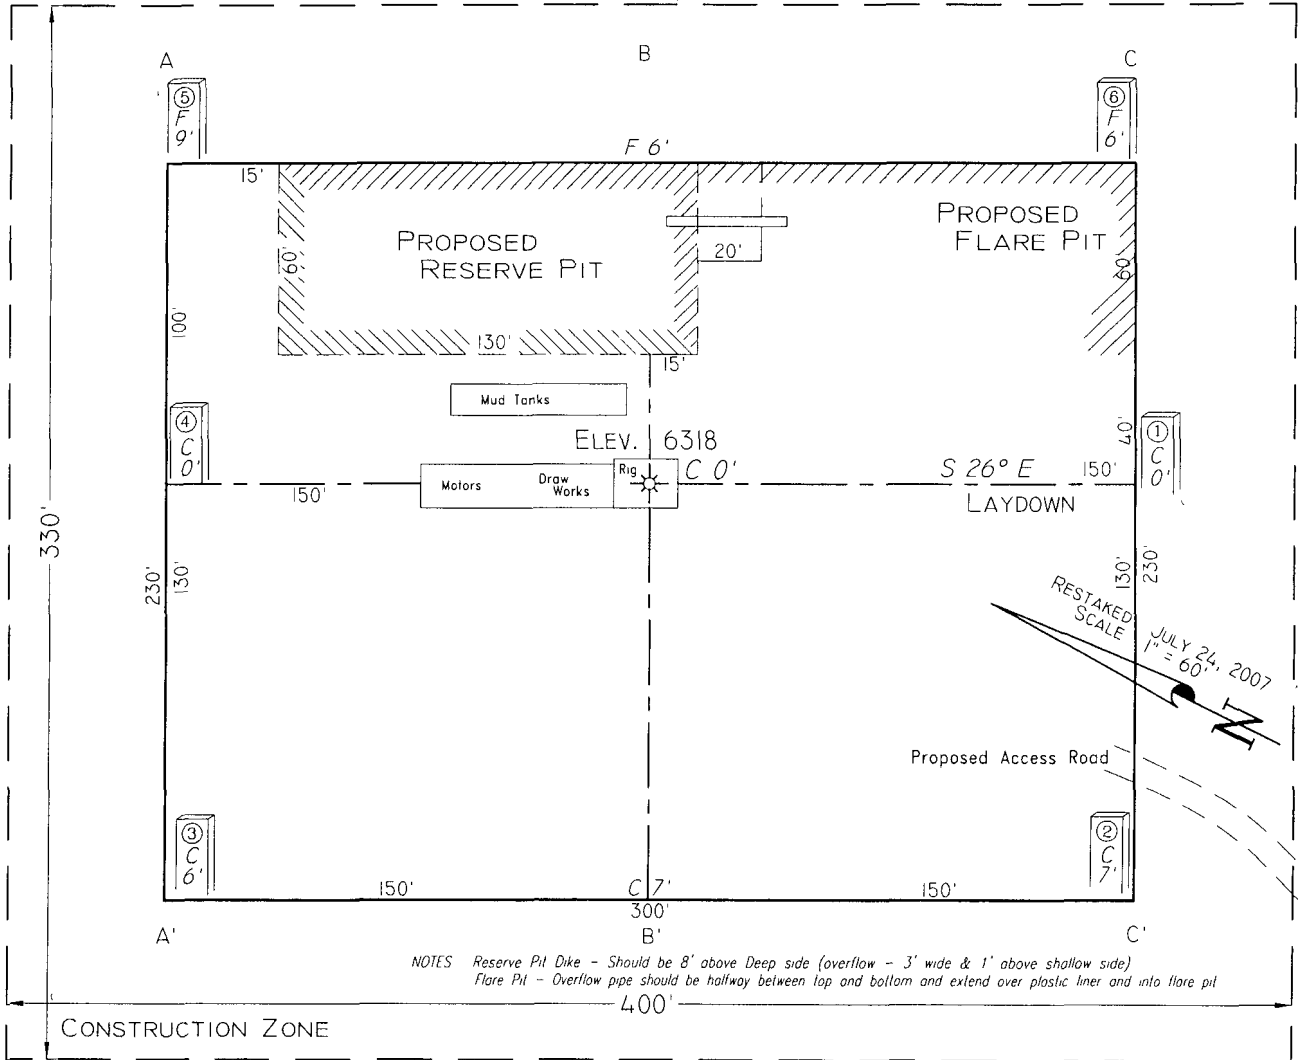 A
B
C
⑤
F
9'
⑥
F
6'
F 6'
15'
PROPOSED
RESERVE PIT
60'
20'
PROPOSED
FLARE PIT
60'
100'
130'
15'
Mud Tanks
④
C
0'
ELEV. 6318
40'
①
C
0'
Rig
C 0'
S 26° E
150'
Motors
Draw
Works
150'
LAYDOWN
330'
230'
130'
130'
230'
RESTAKED JULY 24, 2007
SCALE 1" = 60'
N
Proposed Access Road
③
C
6'
②
C
7'
150'
C 7'
150'
300'
A'
B'
C'
NOTES Reserve Pit Dike - Should be 8' above Deep side (overflow - 3' wide & 1' above shallow side)
Flare Pit - Overflow pipe should be halfway between top and bottom and extend over plastic liner and into flare pit
400'
CONSTRUCTION ZONE